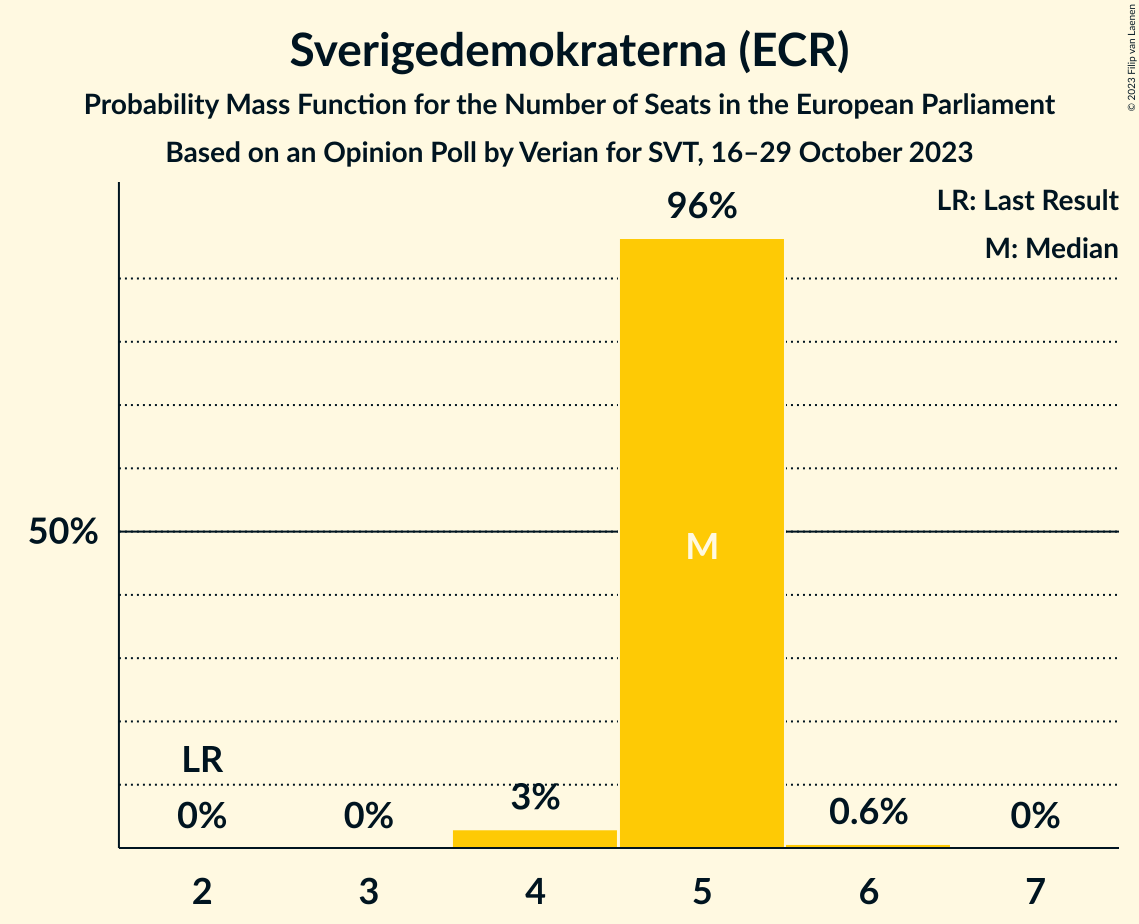 Sverigedemokraterna (ECR)
Probability Mass Function for the Number of Seats in the European Parliament
Based on an Opinion Poll by Verian for SVT, 16–29 October 2023
© 2023 Filip van Laenen
LR: Last Result
M: Median
96%
50%
M
LR
0%
0%
3%
0.6%
0%
2
3
4
5
6
7